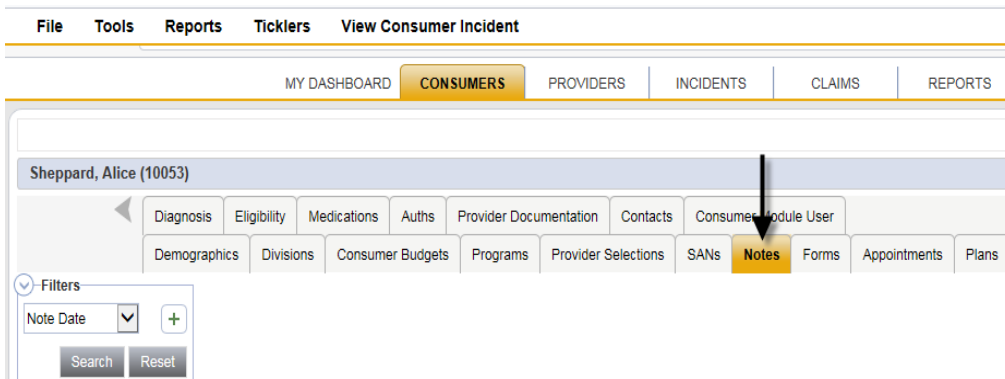 File Tools Reports Ticklers View Consumer Incident
MY DASHBOARD CONSUMERS PROVIDERS INCIDENTS CLAIMS REPORTS
Sheppard, Alice (10053)
Diagnosis Eligibility Medications Auths Provider Documentation Contacts Consumer Module User
Demographics Divisions Consumer Budgets Programs Provider Selections SANs Notes Forms Appointments Plans
Filters
Note Date +
Search Reset